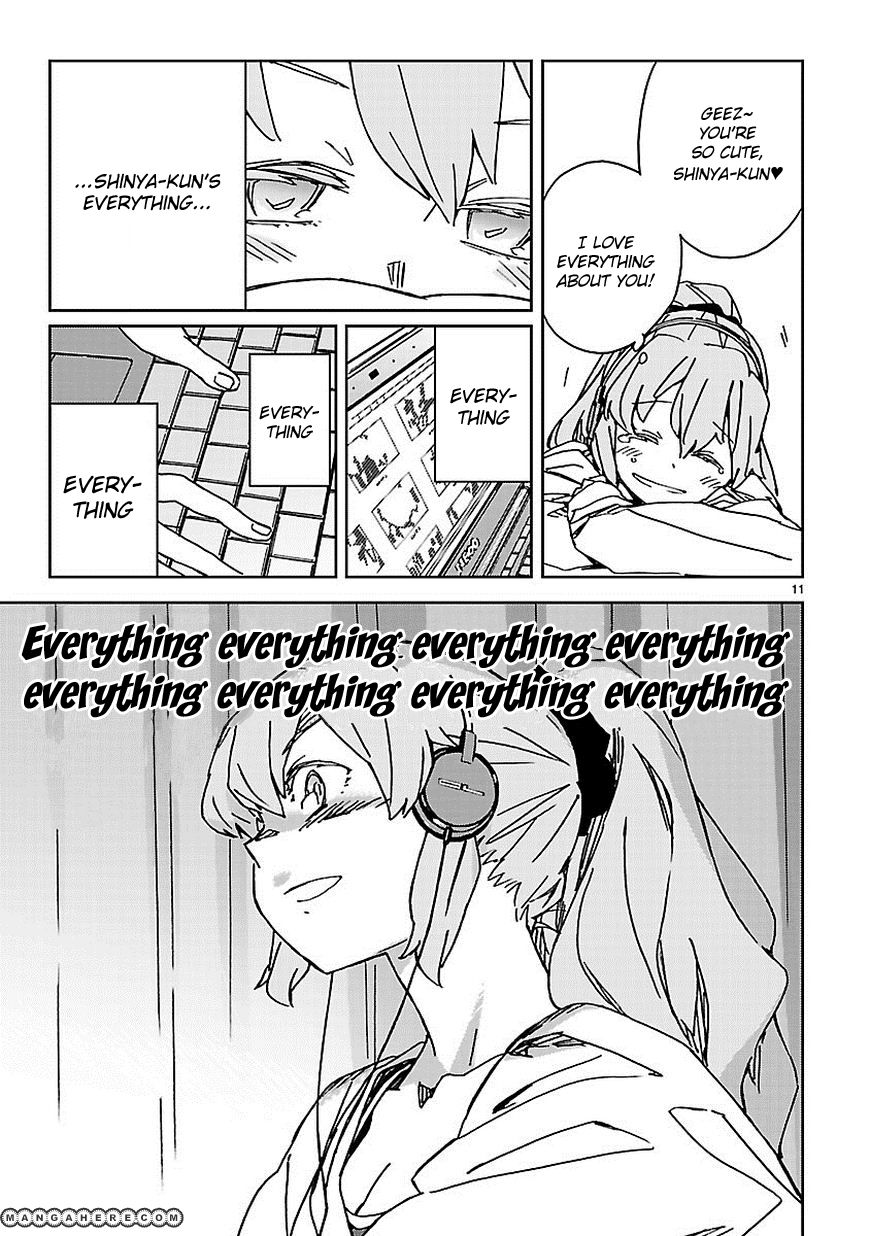 GEEZ~
YOU'RE
SO CUTE,
SHINYA-KUN♥
I LOVE
EVERYTHING
ABOUT YOU!
...SHINYA-KUN'S
EVERYTHING...
EVERY-
THING
EVERY-
THING
EVERY-
THING
11
Everything everything everything everything
everything everything everything everything
MANGAHERE.COM